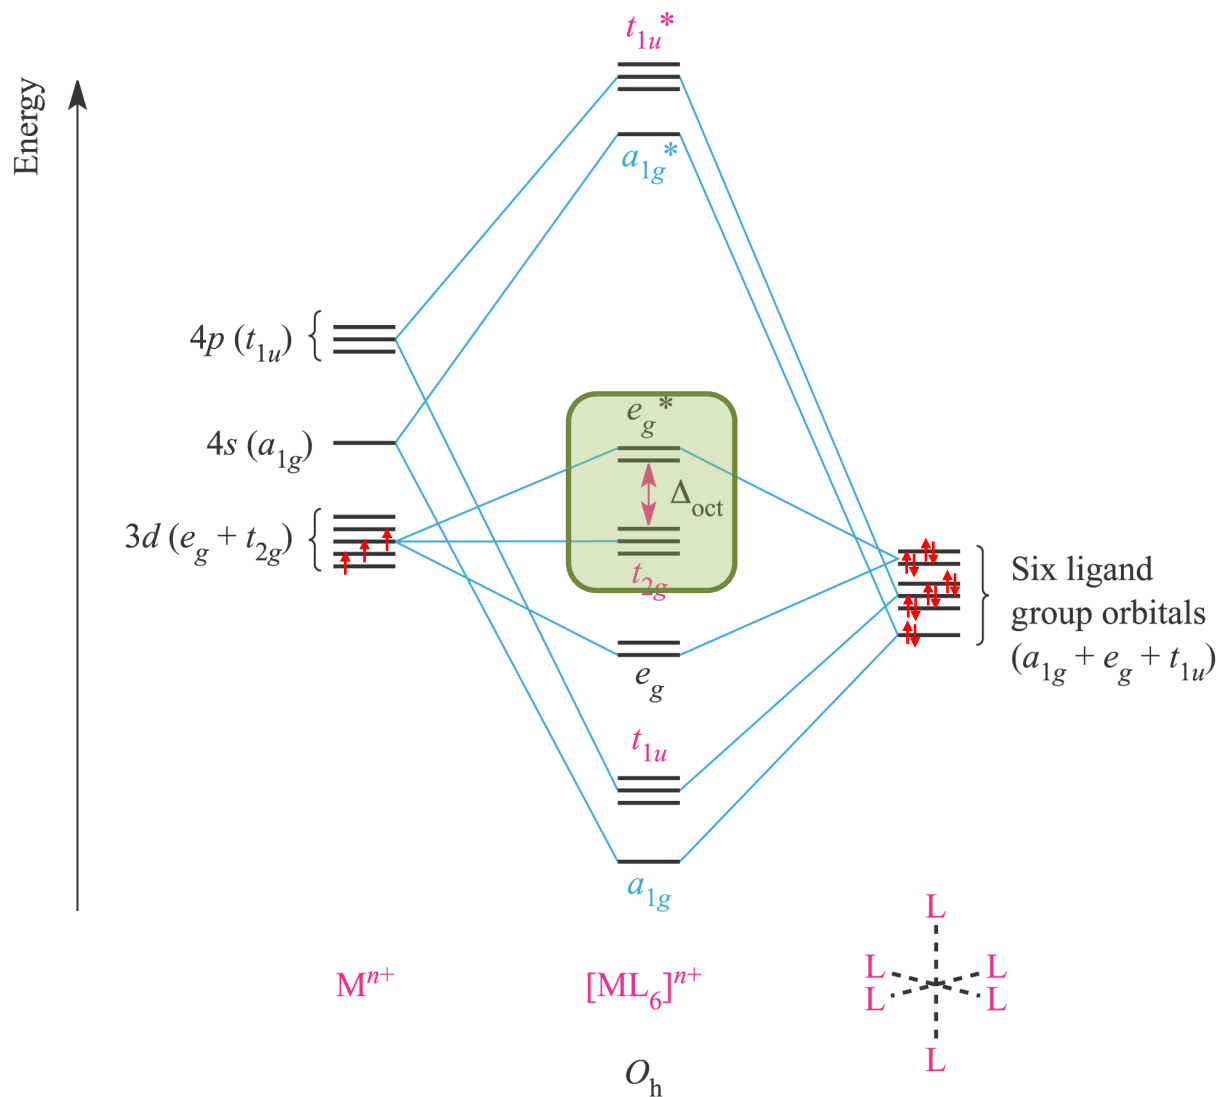 t₁ᵤ*
Energy
a₁g*
4p (t₁ᵤ)
eg*
4s (a₁g)
Δoct
3d (eg + t₂g)
t₂g
Six ligand
group orbitals
(a₁g + eg + t₁ᵤ)
eg
t₁ᵤ
a₁g
L
L L
Mⁿ⁺ [ML₆]ⁿ⁺
L L
L
Oh